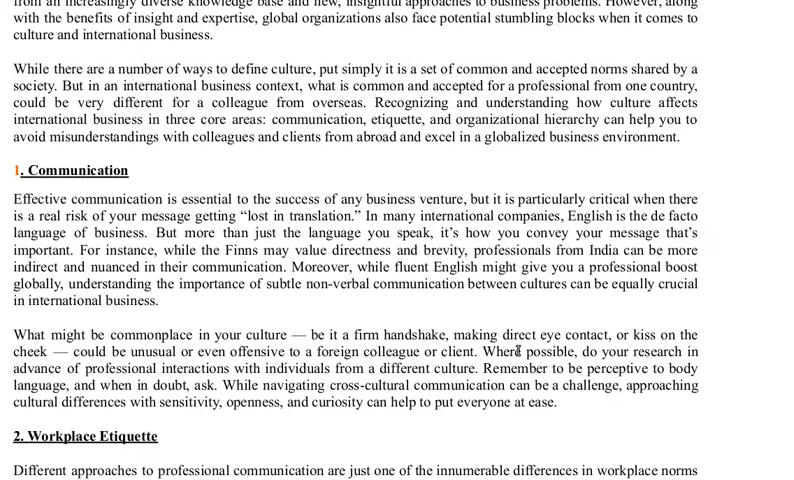 from an increasingly diverse knowledge base and new, insightful approaches to business problems. However, along
with the benefits of insight and expertise, global organizations also face potential stumbling blocks when it comes to
culture and international business.
While there are a number of ways to define culture, put simply it is a set of common and accepted norms shared by a
society. But in an international business context, what is common and accepted for a professional from one country,
could be very different for a colleague from overseas. Recognizing and understanding how culture affects
international business in three core areas: communication, etiquette, and organizational hierarchy can help you to
avoid misunderstandings with colleagues and clients from abroad and excel in a globalized business environment.
1. Communication
Effective communication is essential to the success of any business venture, but it is particularly critical when there
is a real risk of your message getting “lost in translation.” In many international companies, English is the de facto
language of business. But more than just the language you speak, it’s how you convey your message that’s
important. For instance, while the Finns may value directness and brevity, professionals from India can be more
indirect and nuanced in their communication. Moreover, while fluent English might give you a professional boost
globally, understanding the importance of subtle non-verbal communication between cultures can be equally crucial
in international business.
What might be commonplace in your culture — be it a firm handshake, making direct eye contact, or kiss on the
cheek — could be unusual or even offensive to a foreign colleague or client. Where possible, do your research in
advance of professional interactions with individuals from a different culture. Remember to be perceptive to body
language, and when in doubt, ask. While navigating cross-cultural communication can be a challenge, approaching
cultural differences with sensitivity, openness, and curiosity can help to put everyone at ease.
2. Workplace Etiquette
Different approaches to professional communication are just one of the innumerable differences in workplace norms